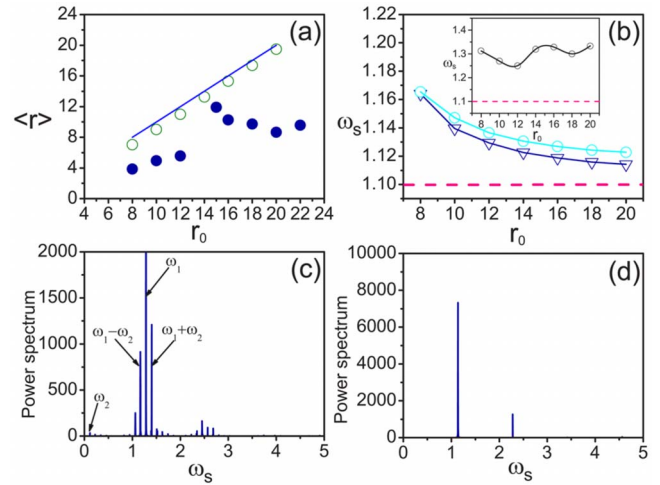 (a)
24
20
16
12
8
4
0
<r>
4 6 8 10 12 14 16 18 20 22 24
r₀
(b)
1.22
1.20
1.18
1.16
1.14
1.12
1.10
ωₛ
8 10 12 14 16 18 20
r₀
1.4
1.3
1.2
1.1
ωₛ
8 10 12 14 16 18 20
r₀
(c)
2000
1500
1000
500
0
Power spectrum
ω₁
ω₁−ω₂
ω₁+ω₂
ω₂
0 1 2 3 4 5
ωₛ
(d)
10000
8000
6000
4000
2000
0
Power spectrum
0 1 2 3 4 5
ωₛ